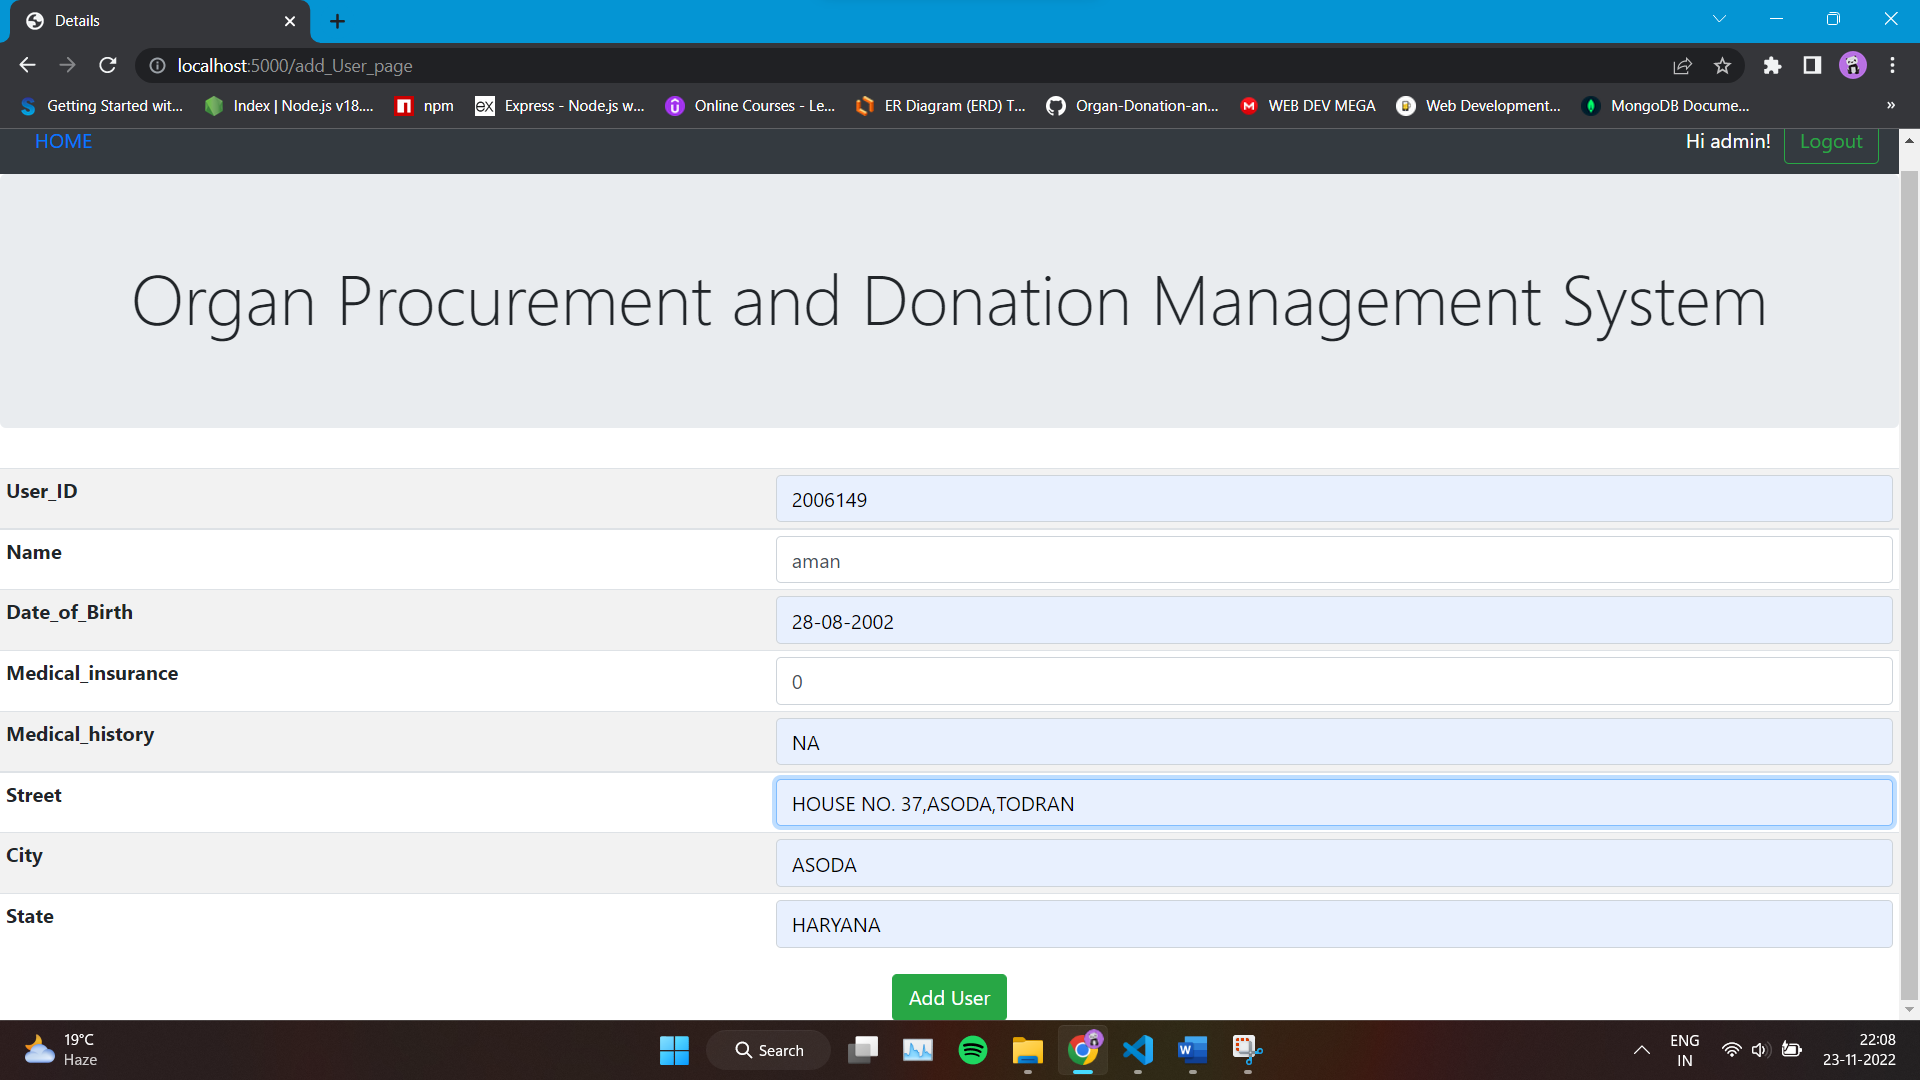 Details
localhost:5000/add_User_page
Getting Started wit...
Index | Node.js v18....
npm
EX Express - Node.js w...
Online Courses - Le...
ER Diagram (ERD) T...
Organ-Donation-an...
M WEB DEV MEGA
Web Development...
MongoDB Docume...
»
HOME
Hi admin!
Logout
Organ Procurement and Donation Management System
User_ID 2006149
Name aman
Date_of_Birth 28-08-2002
Medical_insurance 0
Medical_history NA
Street HOUSE NO. 37,ASODA,TODRAN
City ASODA
State HARYANA
Add User
19°C
Haze
Search
W
ENG
IN
22:08
23-11-2022